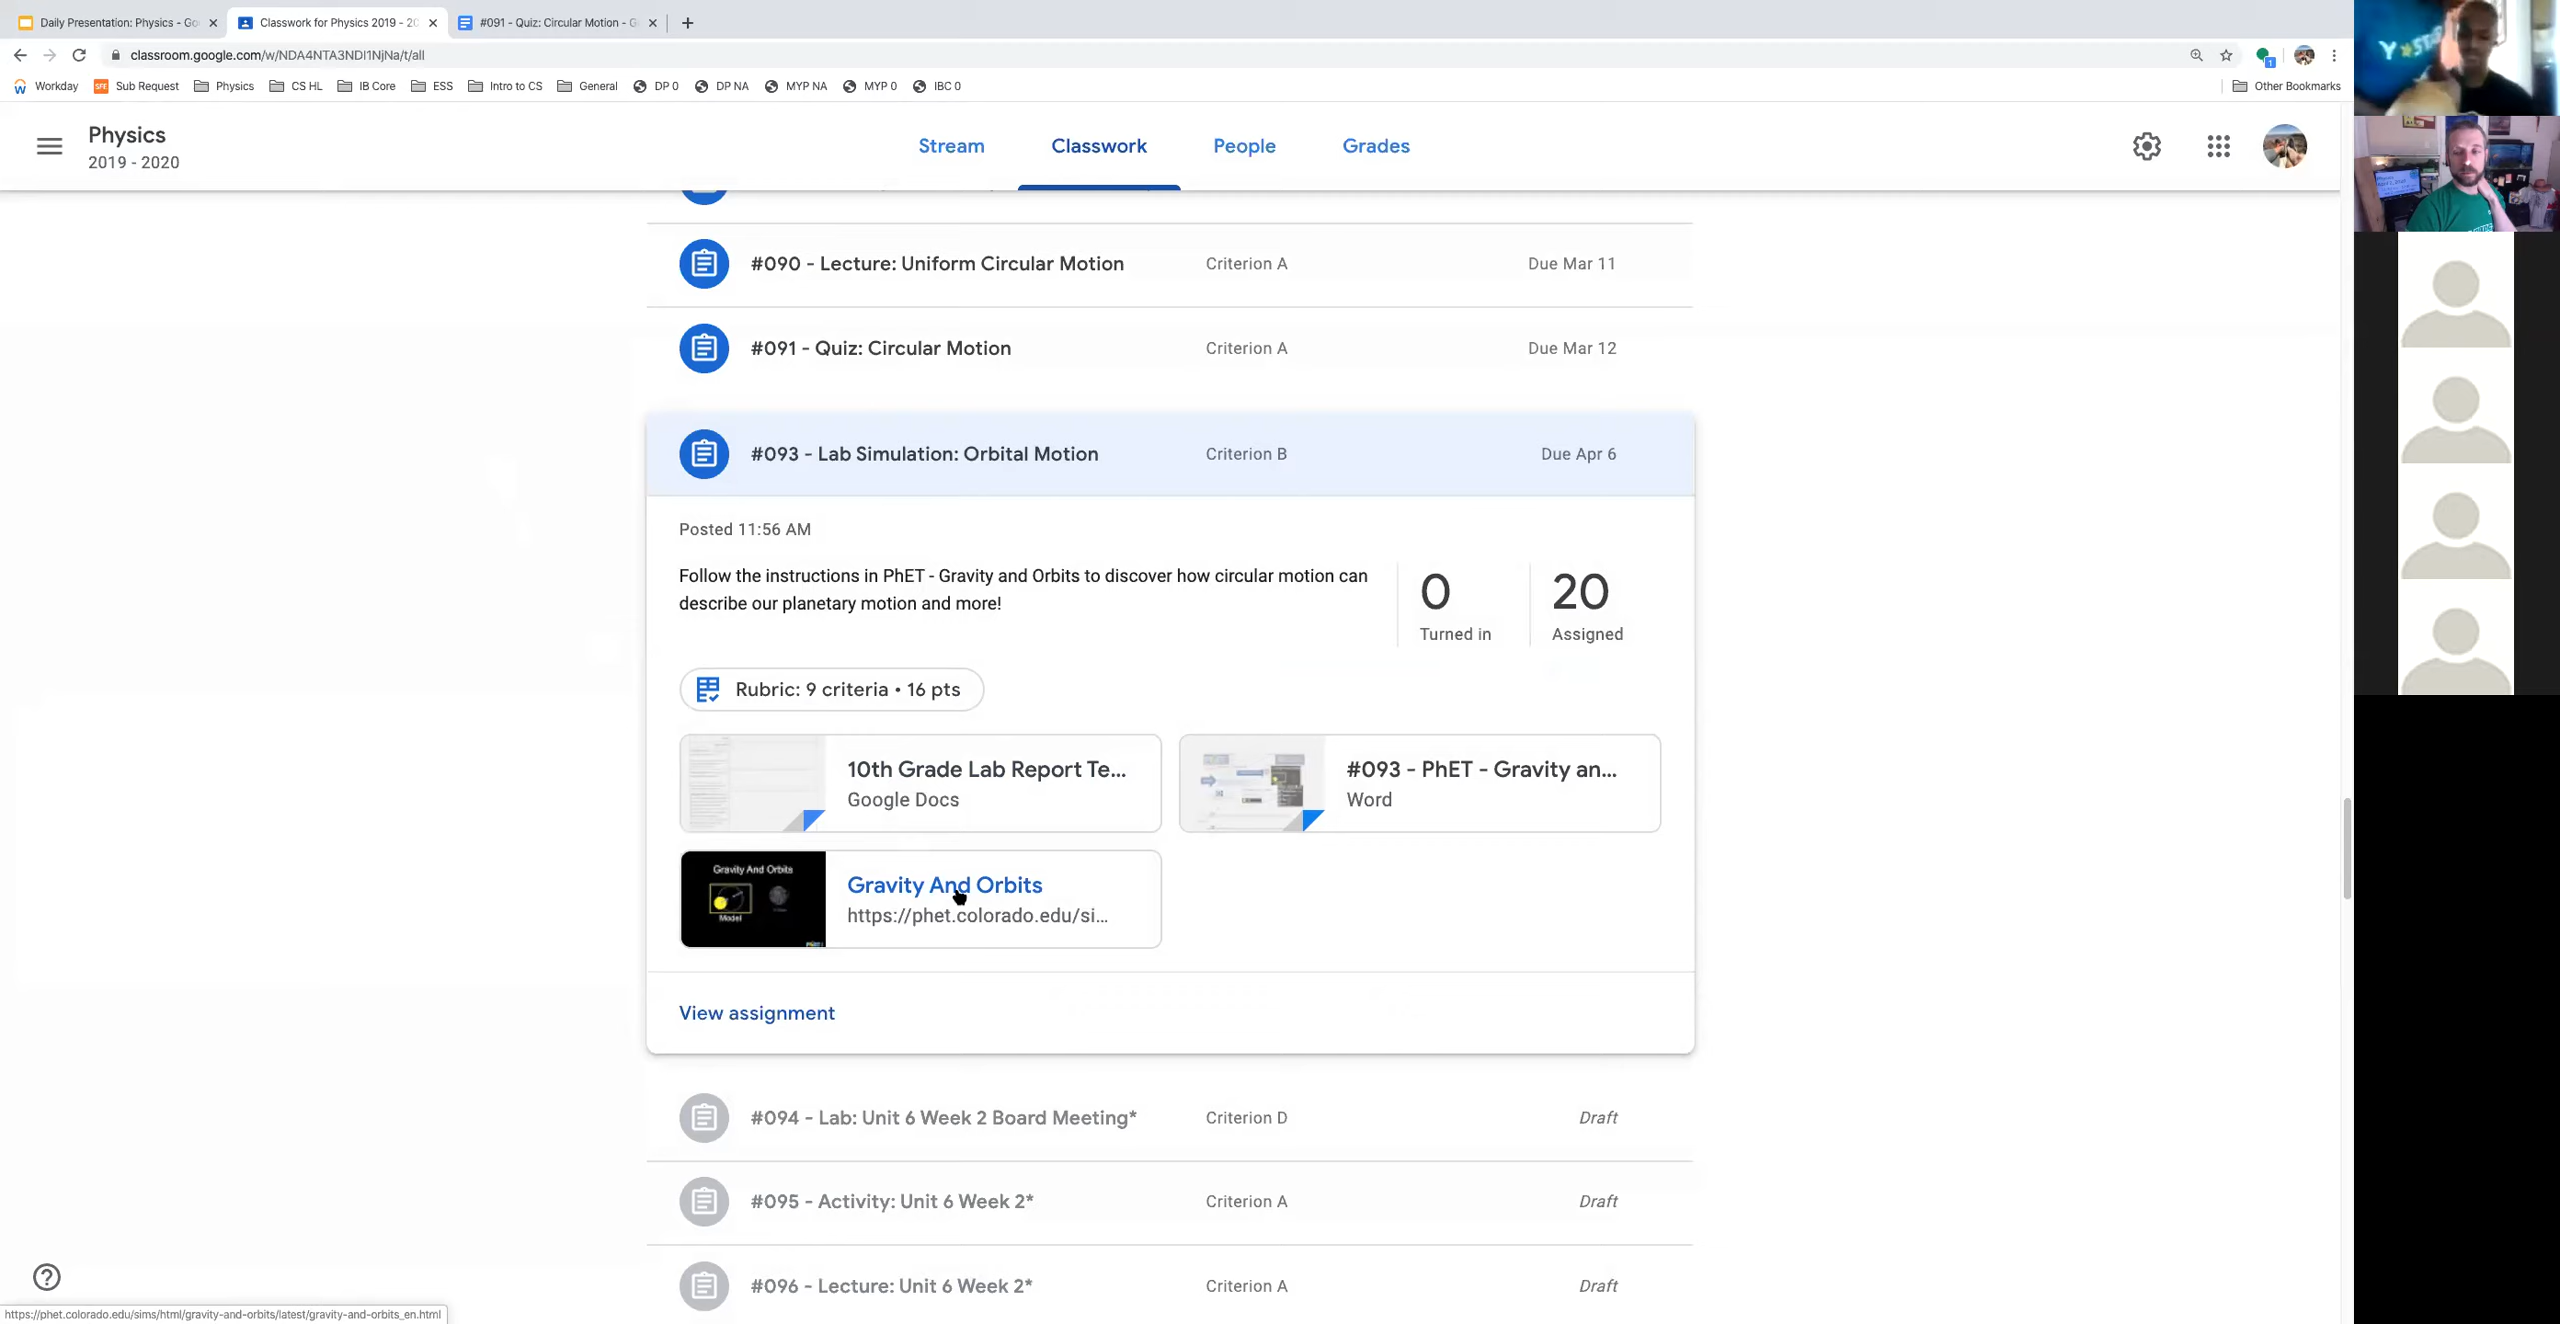 Daily Presentation: Physics - Go
Classwork for Physics 2019 - 20
#091 - Quiz: Circular Motion - G
classroom.google.com/w/NDA4NTA3NDI1NjNa/t/all
Workday
Sub Request
Physics
CS HL
IB Core
ESS
Intro to CS
General
DP 0
DP NA
MYP NA
MYP 0
IBC 0
Other Bookmarks
Physics
2019 - 2020
Stream
Classwork
People
Grades
#090 - Lecture: Uniform Circular Motion Criterion A Due Mar 11
#091 - Quiz: Circular Motion Criterion A Due Mar 12
#093 - Lab Simulation: Orbital Motion Criterion B Due Apr 6
Posted 11:56 AM
Follow the instructions in PhET - Gravity and Orbits to discover how circular motion can
describe our planetary motion and more!
0
Turned in
20
Assigned
Rubric: 9 criteria • 16 pts
10th Grade Lab Report Te...
Google Docs
#093 - PhET - Gravity an...
Word
Gravity And Orbits
Model
Gravity And Orbits
https://phet.colorado.edu/si...
View assignment
#094 - Lab: Unit 6 Week 2 Board Meeting* Criterion D Draft
#095 - Activity: Unit 6 Week 2* Criterion A Draft
#096 - Lecture: Unit 6 Week 2* Criterion A Draft
https://phet.colorado.edu/sims/html/gravity-and-orbits/latest/gravity-and-orbits_en.html